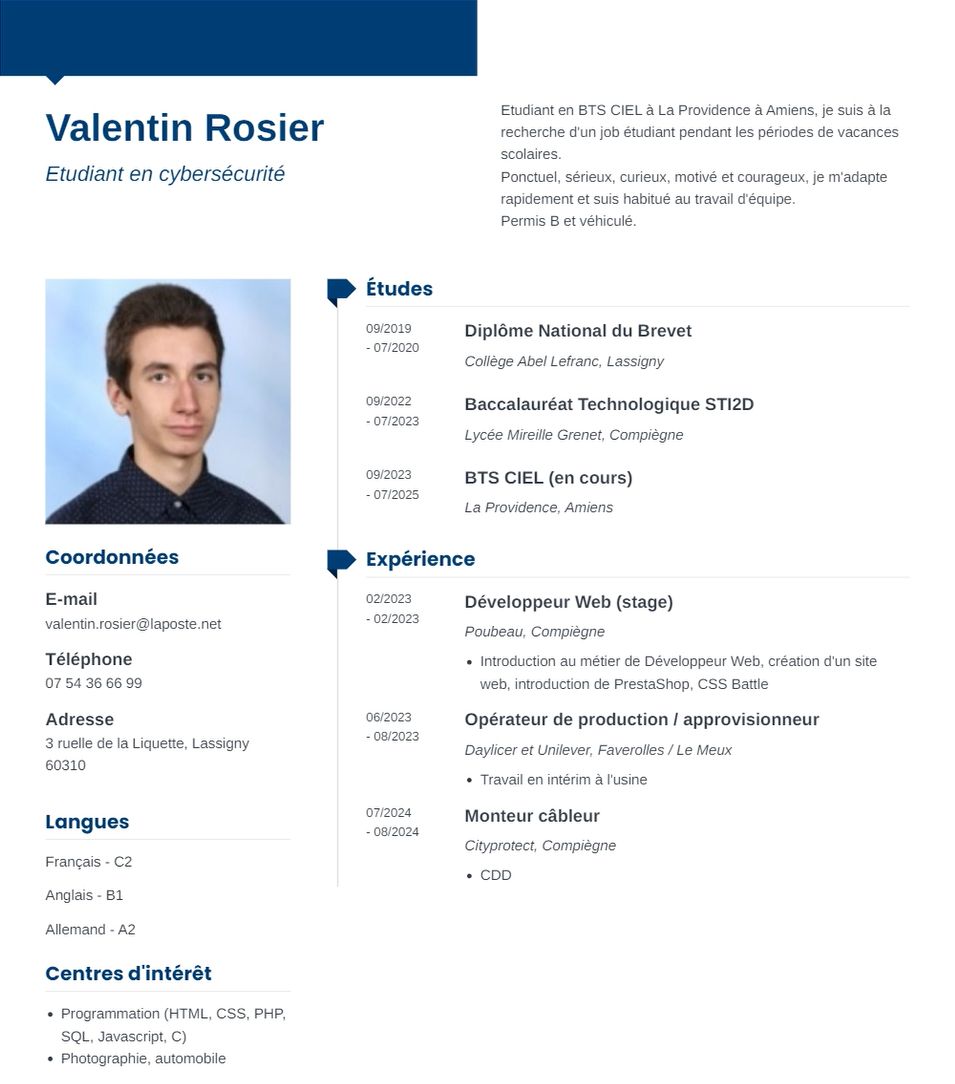 Valentin Rosier
Etudiant en cybersécurité
Etudiant en BTS CIEL à La Providence à Amiens, je suis à la
recherche d'un job étudiant pendant les périodes de vacances
scolaires.
Ponctuel, sérieux, curieux, motivé et courageux, je m'adapte
rapidement et suis habitué au travail d'équipe.
Permis B et véhiculé.
Coordonnées
E-mail
valentin.rosier@laposte.net
Téléphone
07 54 36 66 99
Adresse
3 ruelle de la Liquette, Lassigny
60310
Langues
Français - C2
Anglais - B1
Allemand - A2
Centres d'intérêt
• Programmation (HTML, CSS, PHP,
SQL, Javascript, C)
• Photographie, automobile
Études
09/2019
- 07/2020
Diplôme National du Brevet
Collège Abel Lefranc, Lassigny
09/2022
- 07/2023
Baccalauréat Technologique STI2D
Lycée Mireille Grenet, Compiègne
09/2023
- 07/2025
BTS CIEL (en cours)
La Providence, Amiens
Expérience
02/2023
- 02/2023
Développeur Web (stage)
Poubeau, Compiègne
• Introduction au métier de Développeur Web, création d'un site
web, introduction de PrestaShop, CSS Battle
06/2023
- 08/2023
Opérateur de production / approvisionneur
Daylicer et Unilever, Faverolles / Le Meux
• Travail en intérim à l'usine
07/2024
- 08/2024
Monteur câbleur
Cityprotect, Compiègne
• CDD